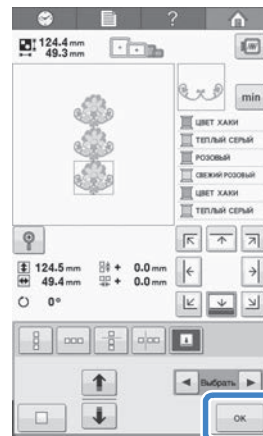 ?
124.4 mm
49.3 mm
min
ЦВЕТ ХАКИ
ТЕПЛЫЙ СЕРЫЙ
РОЗОВЫЙ
СВЕЖИЙ РОЗОВЫЙ
ЦВЕТ ХАКИ
ТЕПЛЫЙ СЕРЫЙ
124.5 mm + 0.0 mm
49.4 mm + 0.0 mm
0°
Выбрать
OK